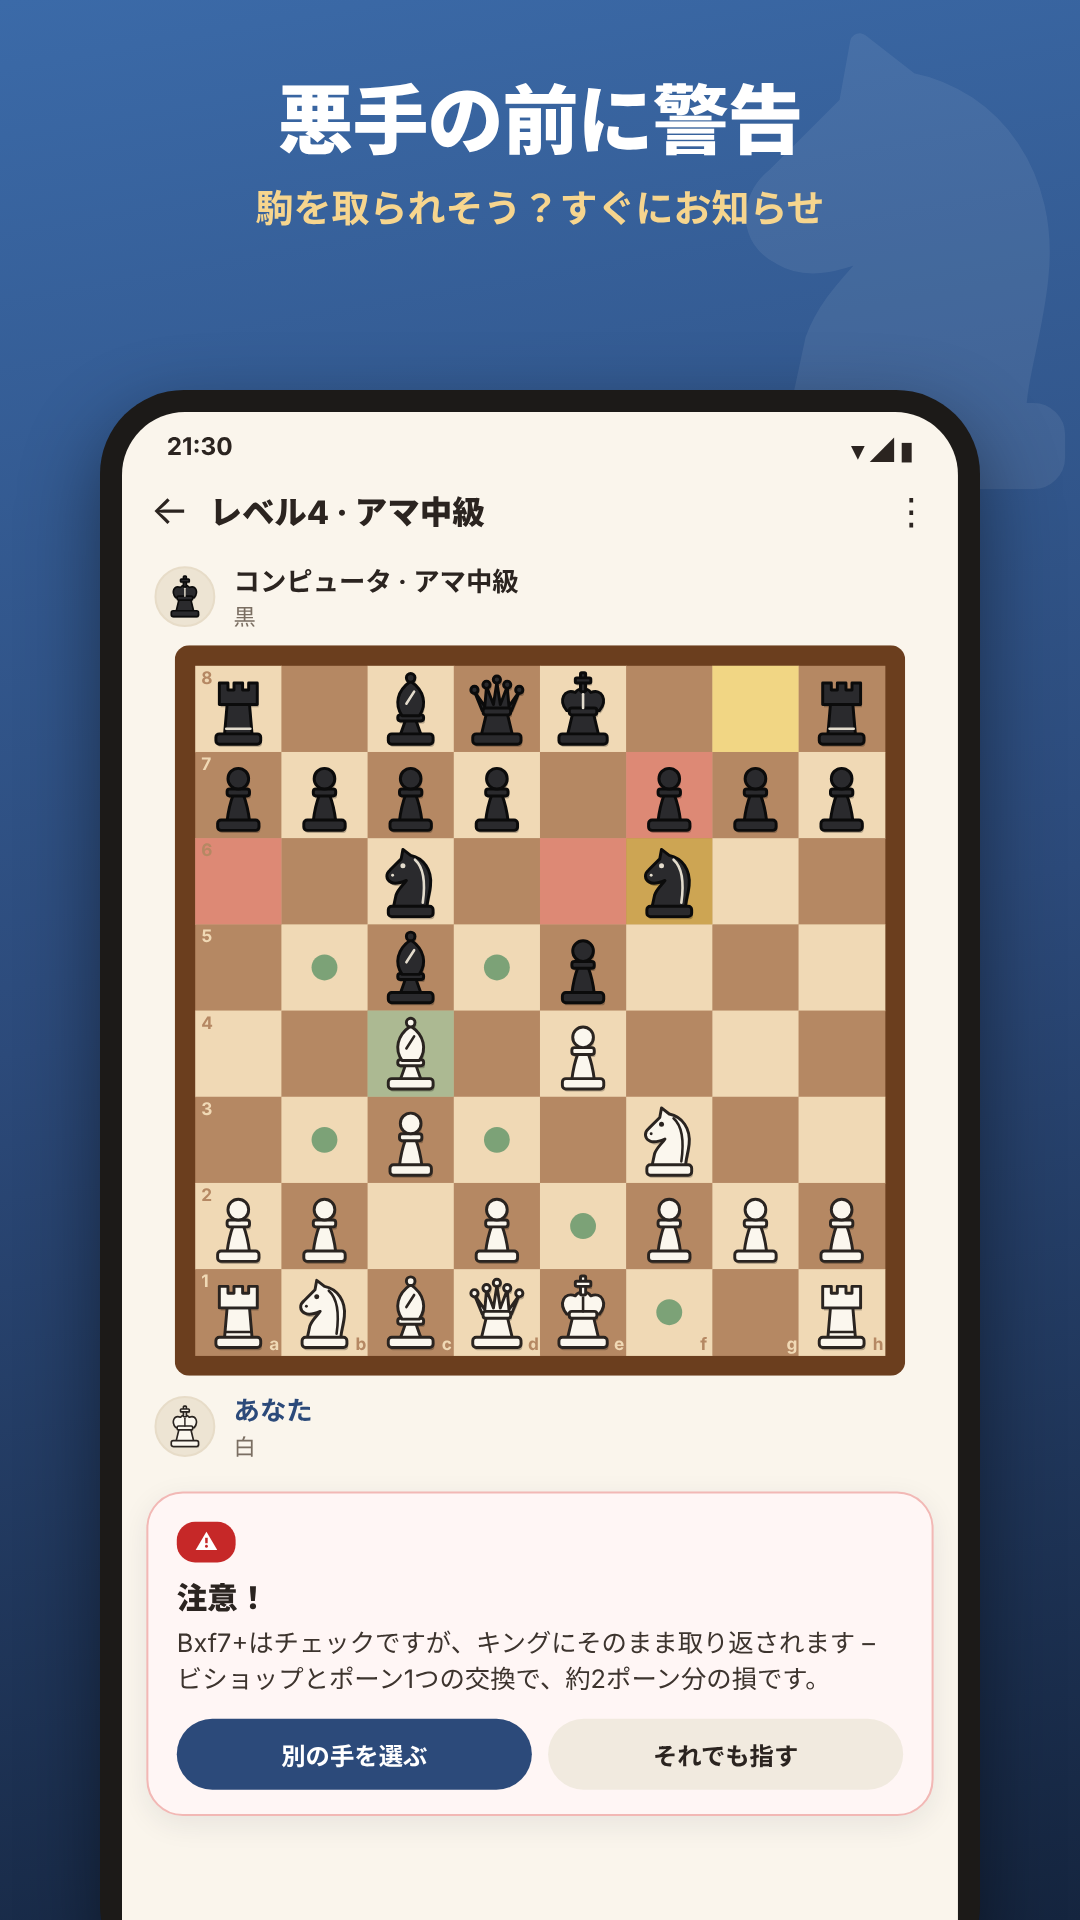 悪手の前に警告
駒を取られそう？すぐにお知らせ
21:30
レベル4 · アマ中級
コンピュータ · アマ中級
黒
8
7
6
5
4
3
2
1
a b c d e f g h
あなた
白
注意！
Bxf7+はチェックですが、キングにそのまま取り返されます –
ビショップとポーン1つの交換で、約2ポーン分の損です。
別の手を選ぶ
それでも指す